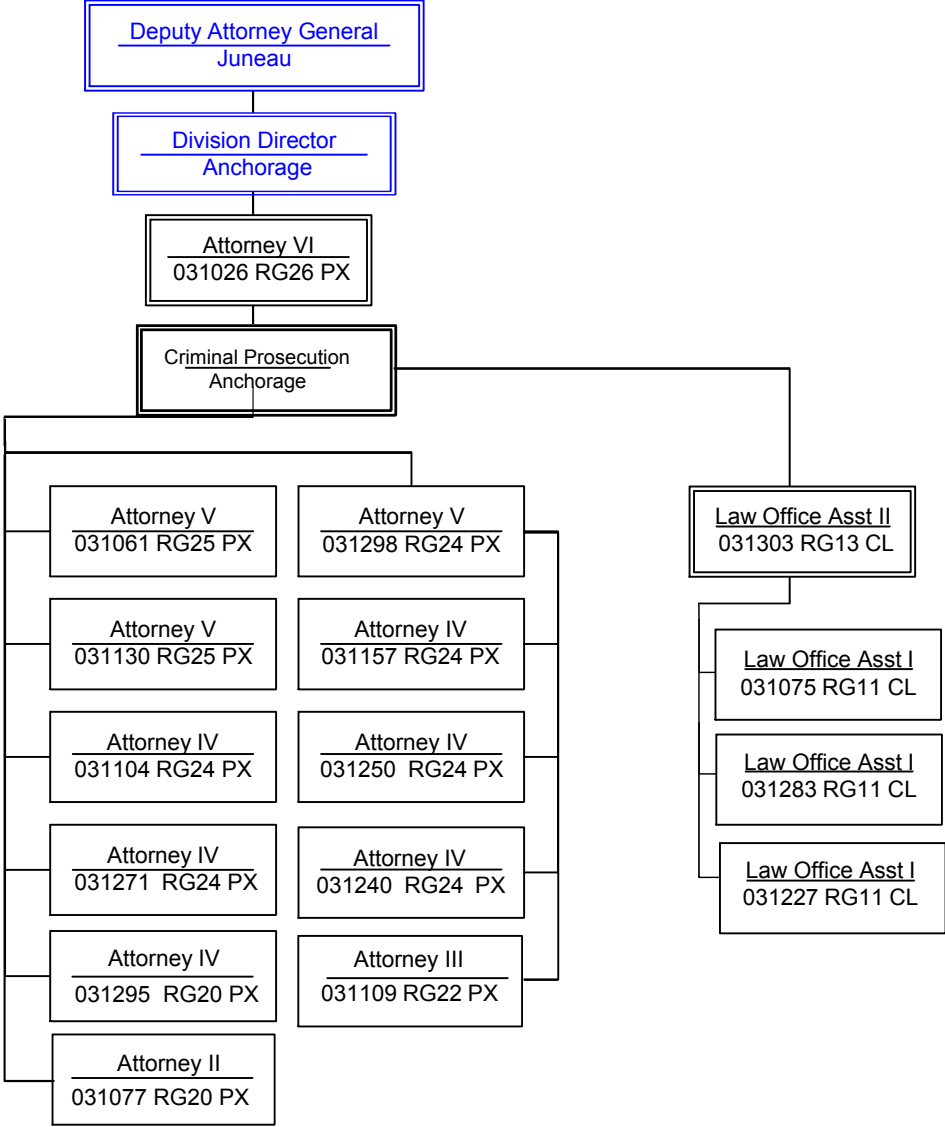 Deputy Attorney General
Juneau
Division Director
Anchorage
Attorney VI
031026 RG26 PX
Criminal Prosecution
Anchorage
Attorney V
031061 RG25 PX
Attorney V
031130 RG25 PX
Attorney IV
031104 RG24 PX
Attorney IV
031271 RG24 PX
Attorney IV
031295 RG20 PX
Attorney II
031077 RG20 PX
Attorney V
031298 RG24 PX
Attorney IV
031157 RG24 PX
Attorney IV
031250 RG24 PX
Attorney IV
031240 RG24 PX
Attorney III
031109 RG22 PX
Law Office Asst II
031303 RG13 CL
Law Office Asst I
031075 RG11 CL
Law Office Asst I
031283 RG11 CL
Law Office Asst I
031227 RG11 CL